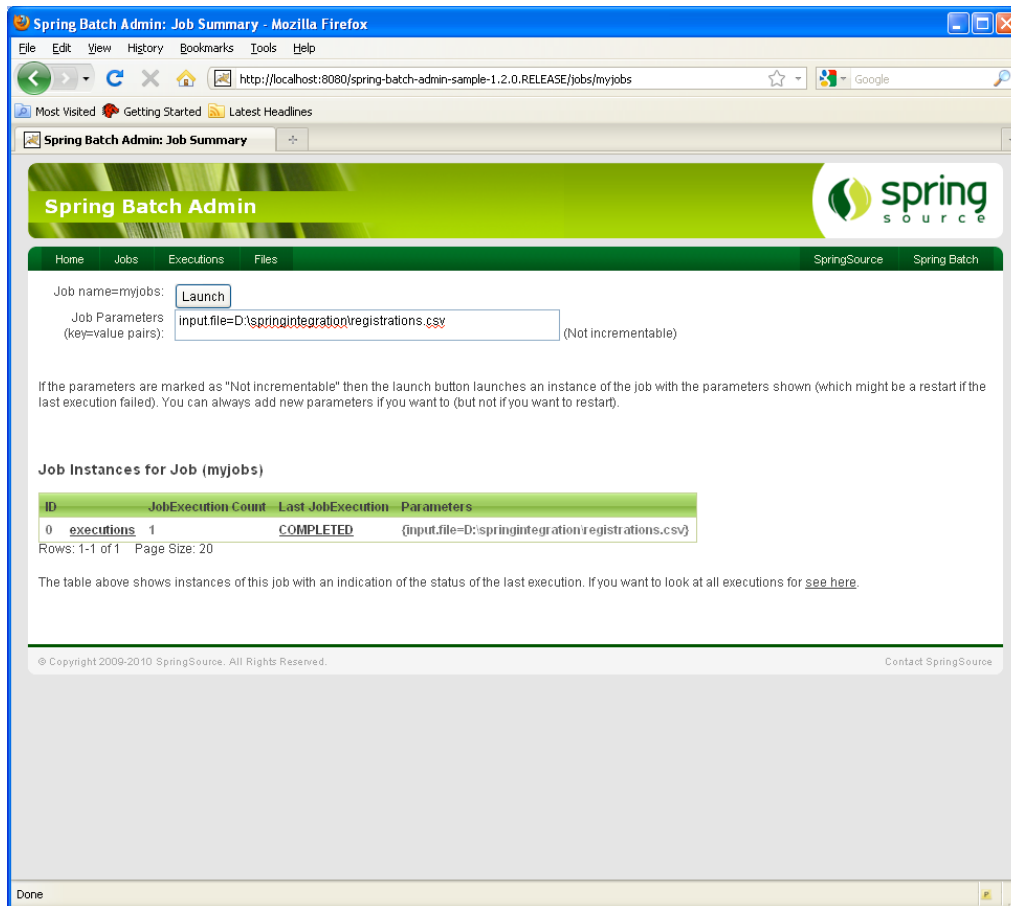 Spring Batch Admin: Job Summary - Mozilla Firefox
File Edit View History Bookmarks Tools Help
http://localhost:8080/spring-batch-admin-sample-1.2.0.RELEASE/jobs/myjobs Google
Most Visited Getting Started Latest Headlines
Spring Batch Admin: Job Summary
Spring Batch Admin
spring
source
Home Jobs Executions Files SpringSource Spring Batch
Job name=myjobs: Launch
Job Parameters
(key=value pairs):
input.file=D:\springintegration\registrations.csv
(Not incrementable)
If the parameters are marked as "Not incrementable" then the launch button launches an instance of the job with the parameters shown (which might be a restart if the
last execution failed). You can always add new parameters if you want to (but not if you want to restart).
Job Instances for Job (myjobs)
ID JobExecution Count Last JobExecution Parameters
0 executions 1 COMPLETED {input.file=D:\springintegration\registrations.csv}
Rows: 1-1 of 1 Page Size: 20
The table above shows instances of this job with an indication of the status of the last execution. If you want to look at all executions for see here.
© Copyright 2009-2010 SpringSource. All Rights Reserved. Contact SpringSource
Done